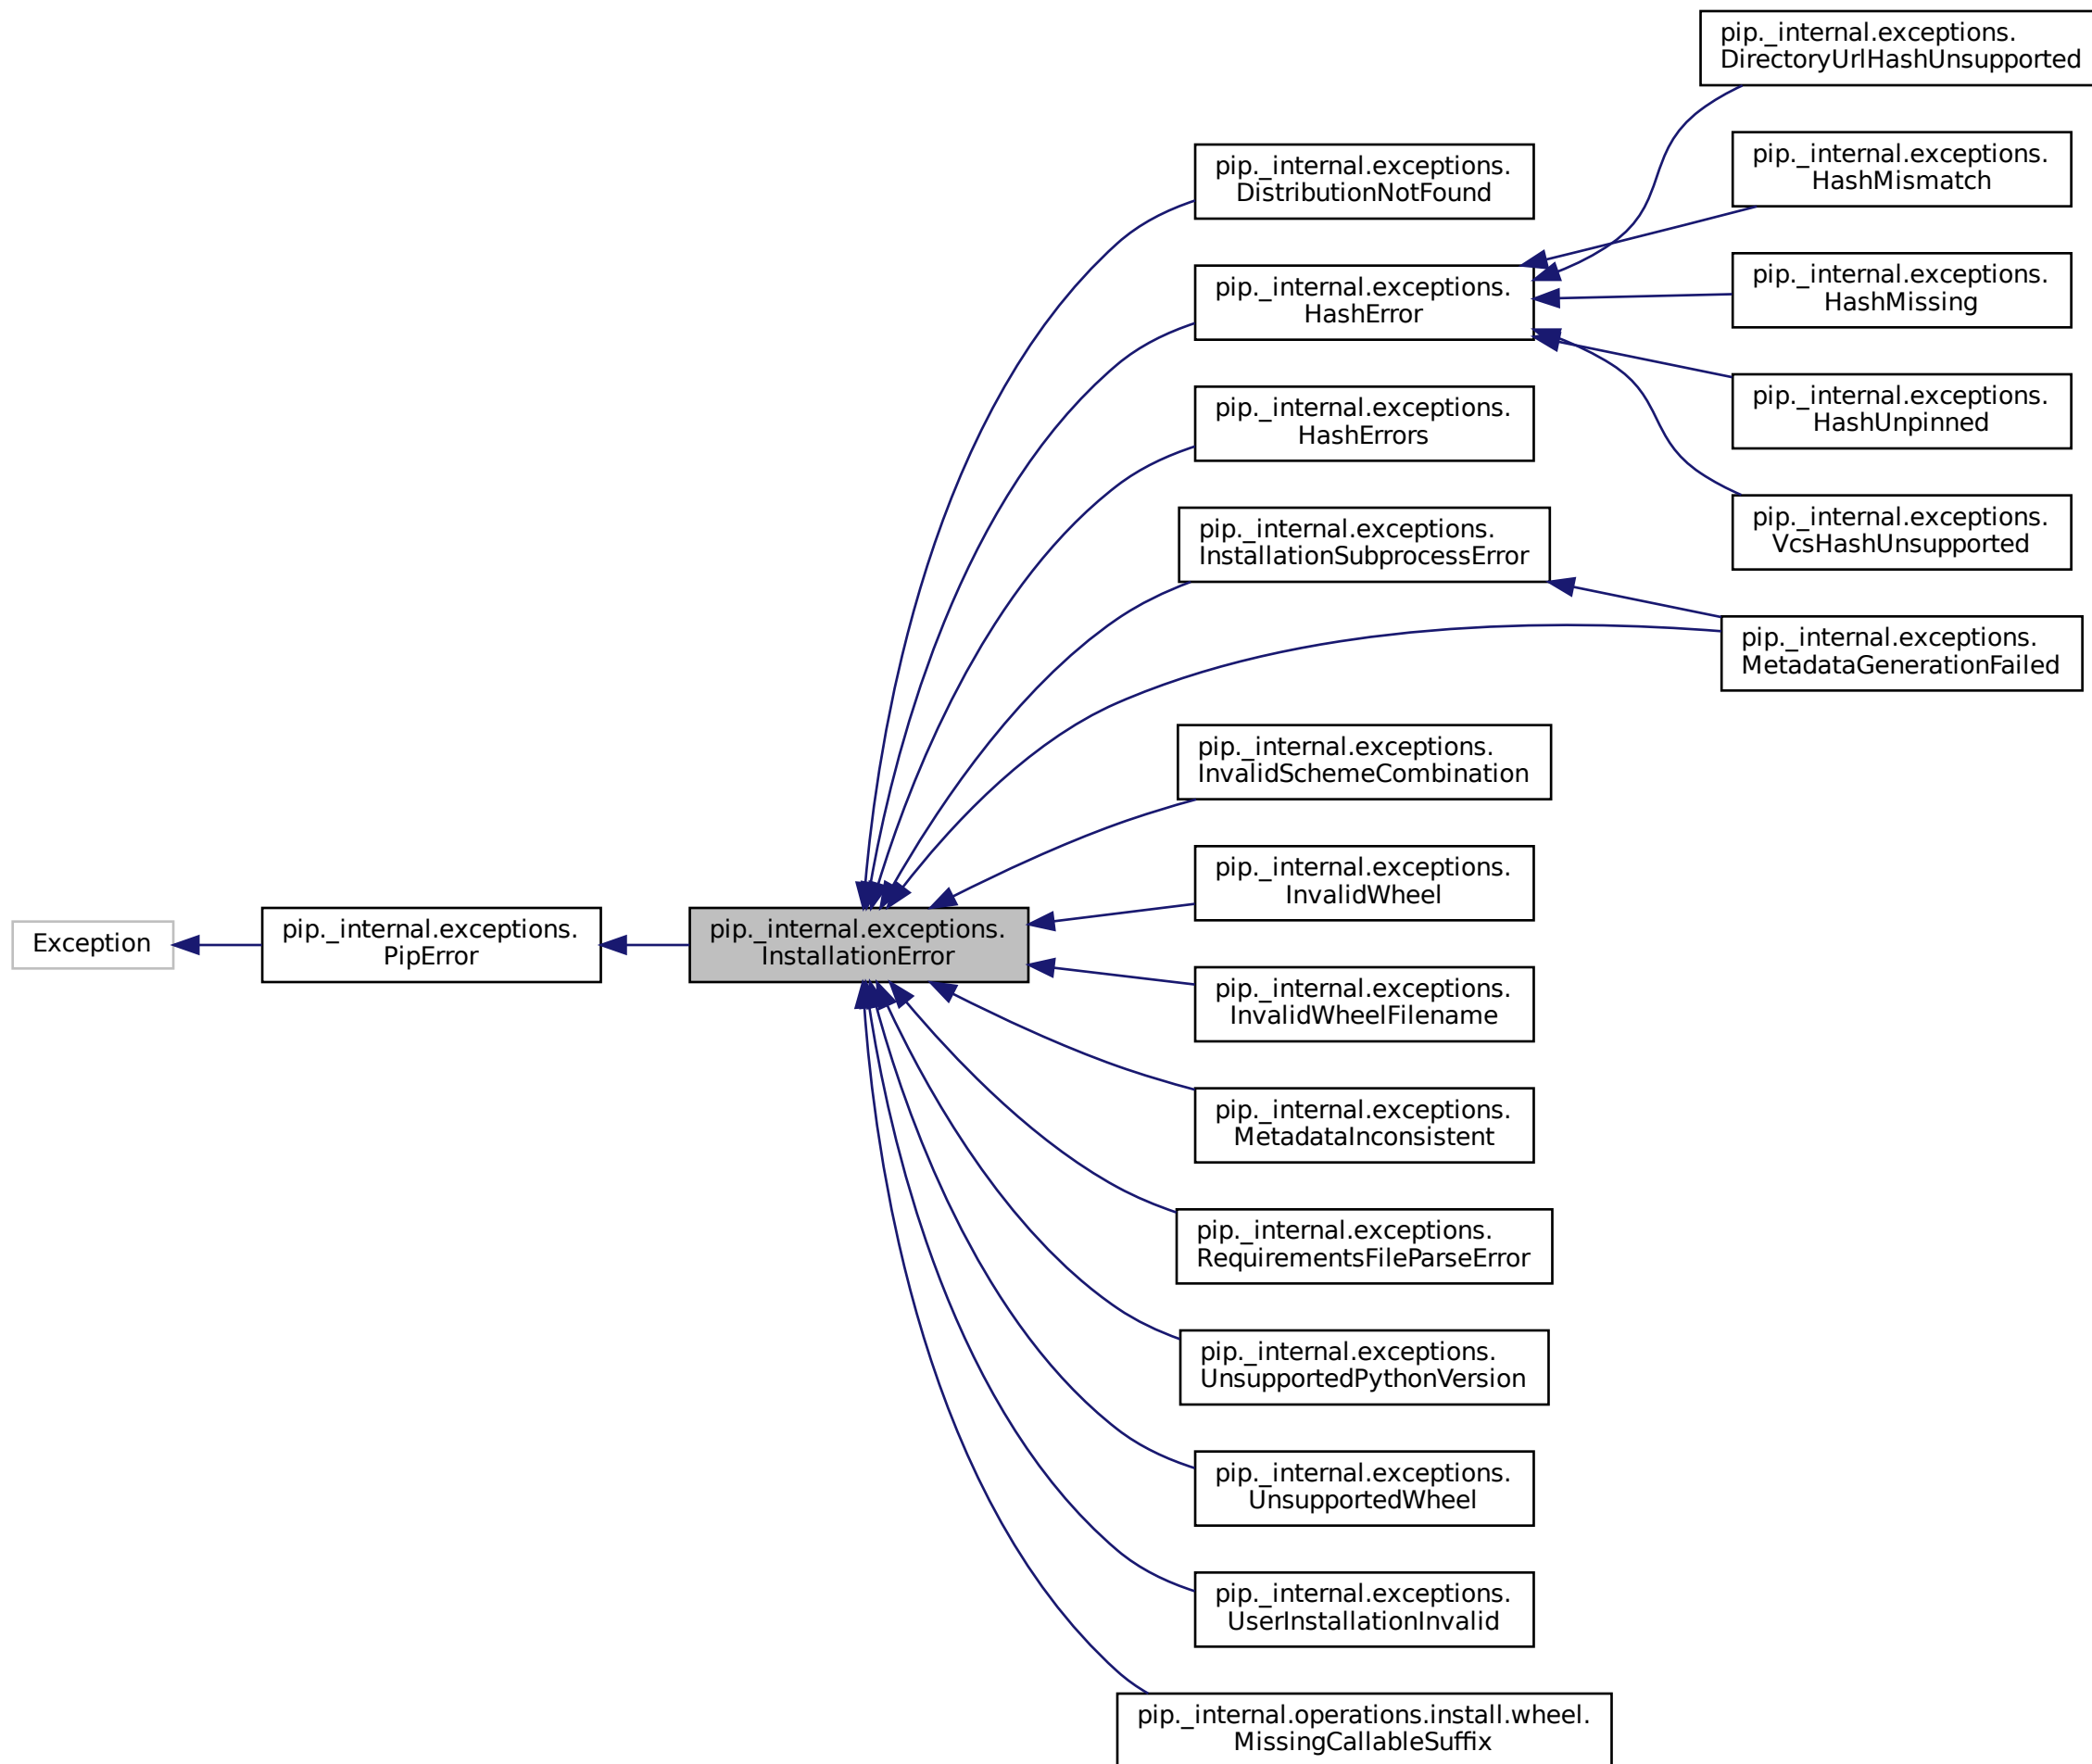 Exception
pip._internal.exceptions.
PipError
pip._internal.exceptions.
InstallationError
pip._internal.exceptions.
DistributionNotFound
pip._internal.exceptions.
HashError
pip._internal.exceptions.
HashErrors
pip._internal.exceptions.
InstallationSubprocessError
pip._internal.exceptions.
InvalidSchemeCombination
pip._internal.exceptions.
InvalidWheel
pip._internal.exceptions.
InvalidWheelFilename
pip._internal.exceptions.
MetadataInconsistent
pip._internal.exceptions.
RequirementsFileParseError
pip._internal.exceptions.
UnsupportedPythonVersion
pip._internal.exceptions.
UnsupportedWheel
pip._internal.exceptions.
UserInstallationInvalid
pip._internal.operations.install.wheel.
MissingCallableSuffix
pip._internal.exceptions.
DirectoryUrlHashUnsupported
pip._internal.exceptions.
HashMismatch
pip._internal.exceptions.
HashMissing
pip._internal.exceptions.
HashUnpinned
pip._internal.exceptions.
VcsHashUnsupported
pip._internal.exceptions.
MetadataGenerationFailed